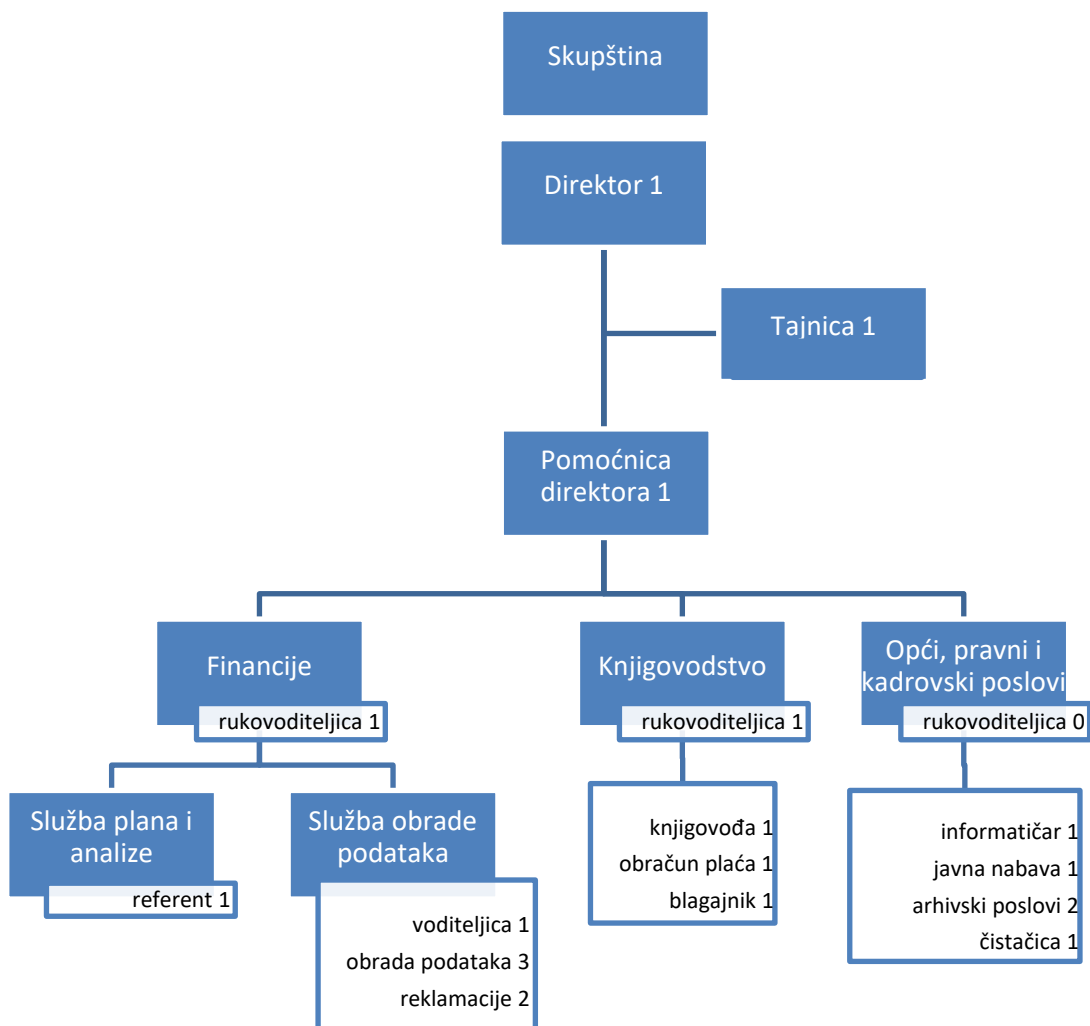 Skupština
Direktor 1
Tajnica 1
Pomoćnica
direktora 1
Financije
rukovoditeljica 1
Knjigovodstvo
rukovoditeljica 1
Opći, pravni i
kadrovski poslovi
rukovoditeljica 0
Služba plana i
analize
referent 1
Služba obrade
podataka
voditeljica 1
obrada podataka 3
reklamacije 2
knjigovođa 1
obračun plaća 1
blagajnik 1
informatičar 1
javna nabava 1
arhivski poslovi 2
čistačica 1